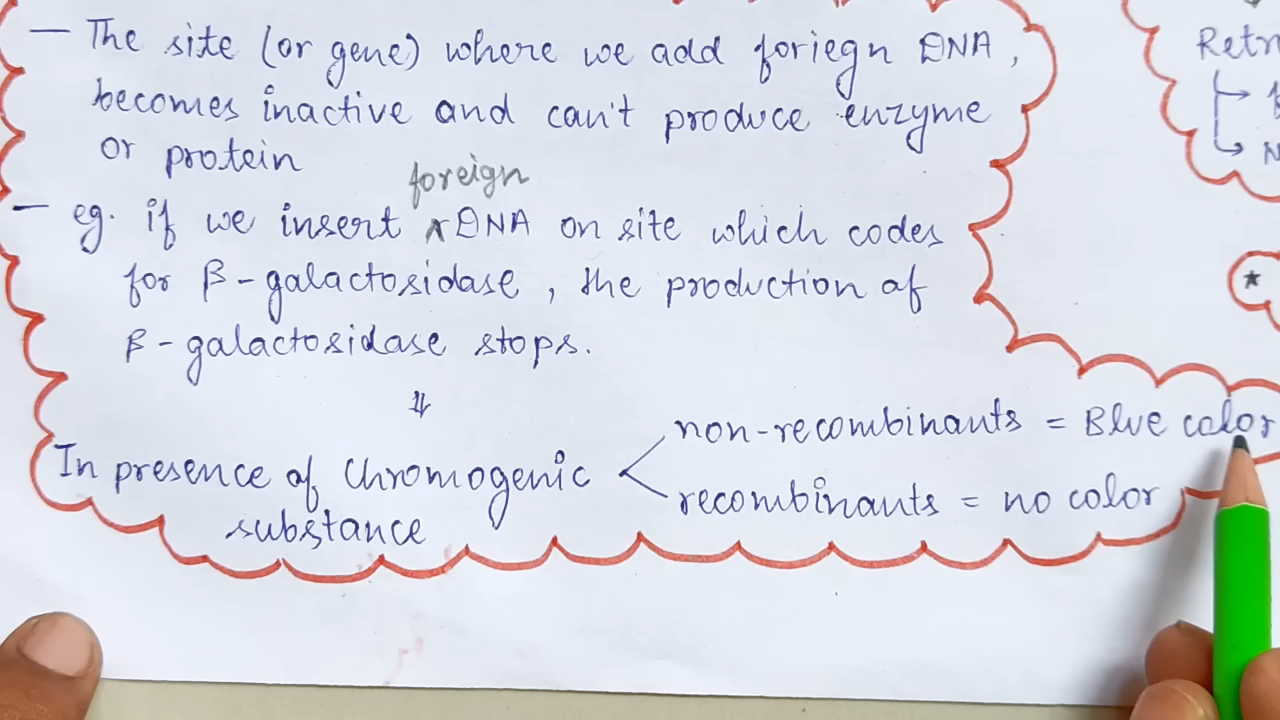 — The site (or gene) where we add foriegn DNA,
becomes inactive and can't produce enzyme
or protein
foreign
— eg. if we insert ∧ DNA on site which codes
for β-galactosidase, the production of
β-galactosidase stops.
⇓
In presence of Chromogenic
substance
non-recombinants = Blue color
recombinants = no color
Retr
→
→ N
★